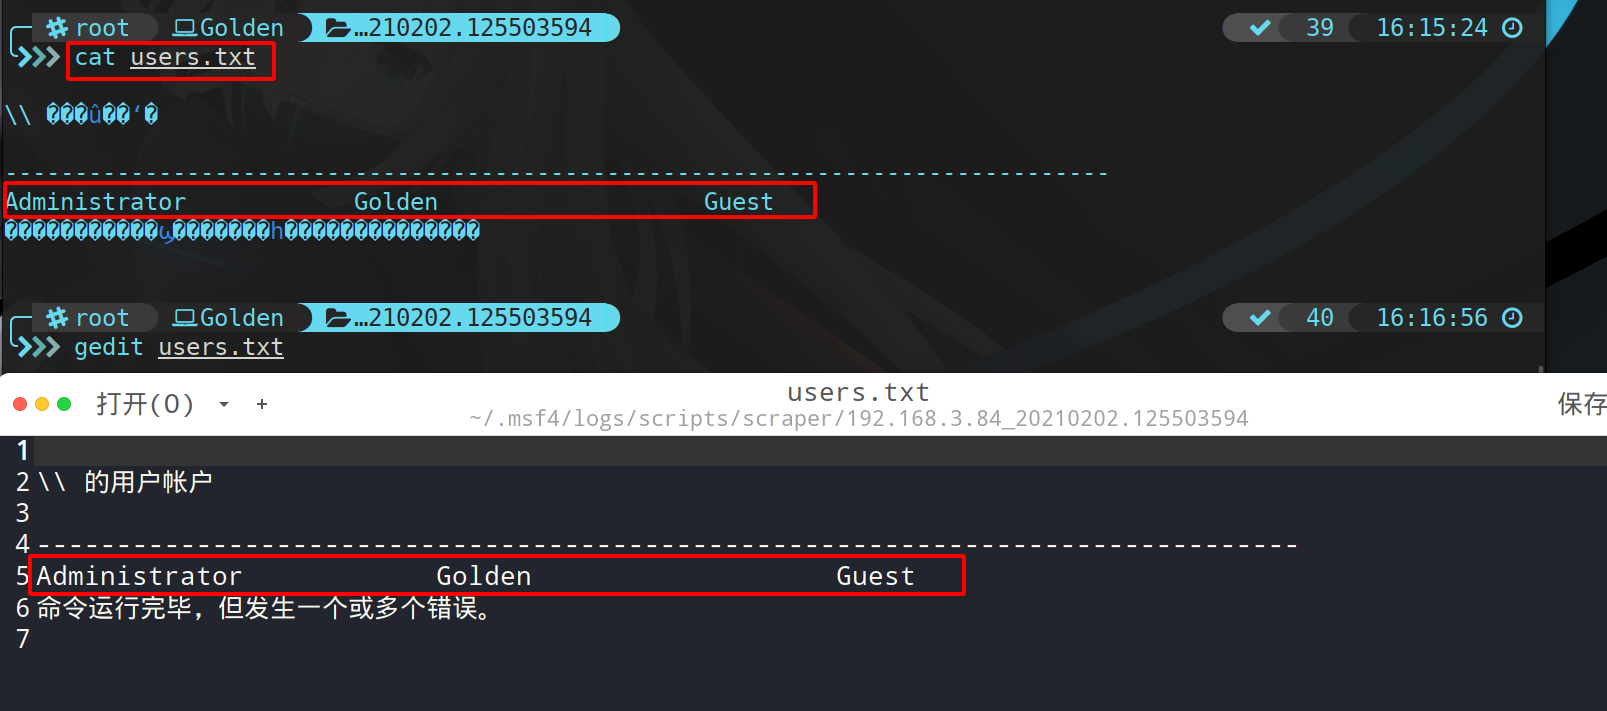 root Golden …210202.125503594 39 16:15:24
cat users.txt
\\ ���û��ʻ�
-------------------------------------------------------------------------------
Administrator Golden Guest
root Golden …210202.125503594 40 16:16:56
gedit users.txt
打开(O) + users.txt 保存
~/.msf4/logs/scripts/scraper/192.168.3.84_20210202.125503594
1
2 \\ 的用户帐户
3
4 -------------------------------------------------------------------------------
5 Administrator Golden Guest
6 命令运行完毕，但发生一个或多个错误。
7